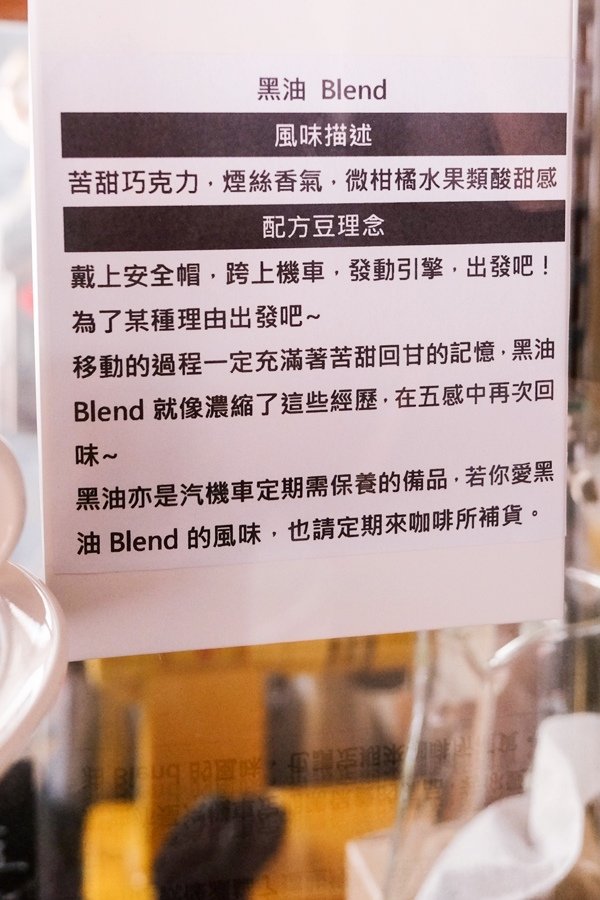 黑油 Blend
風味描述
苦甜巧克力，煙絲香氣，微柑橘水果類酸甜感
配方豆理念
戴上安全帽，跨上機車，發動引擎，出發吧！
為了某種理由出發吧~
移動的過程一定充滿著苦甜回甘的記憶，黑油
Blend 就像濃縮了這些經歷，在五感中再次回
味~
黑油亦是汽機車定期需保養的備品，若你愛黑
油 Blend 的風味，也請定期來咖啡所補貨。